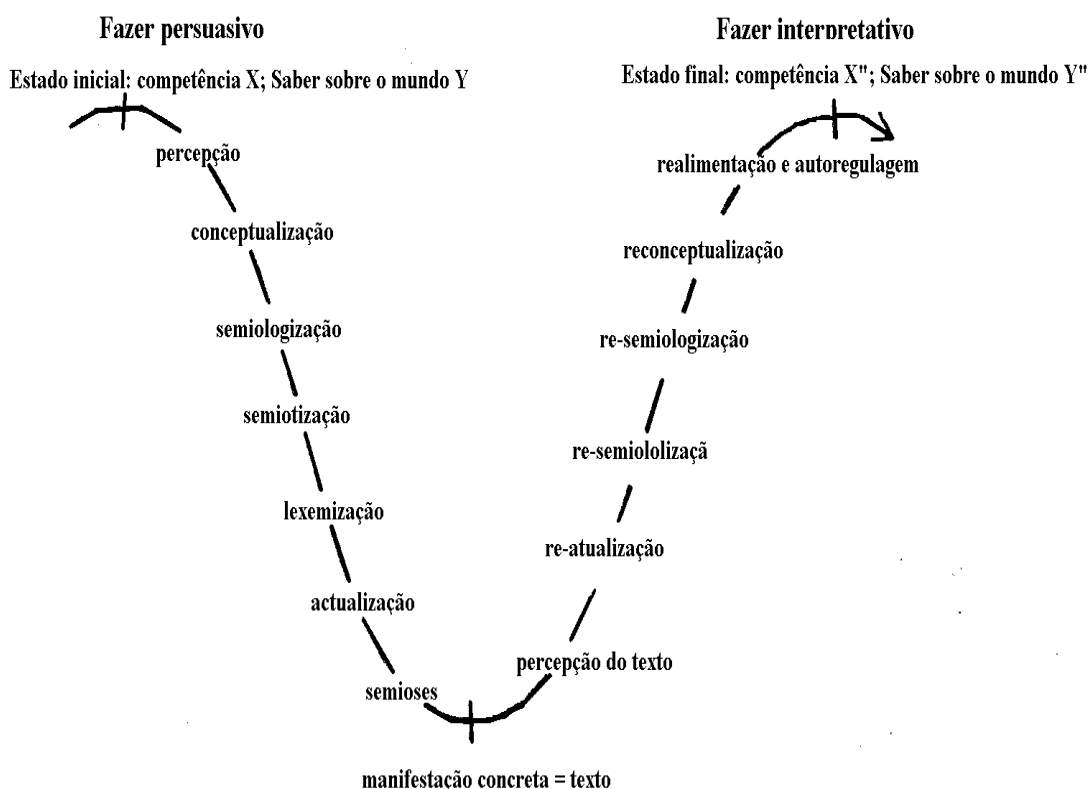 Fazer persuasivo
Estado inicial: competência X; Saber sobre o mundo Y
percepção
conceptualização
semiologização
semiotização
lexemização
actualização
semioses
manifestação concreta = texto
Fazer interpretativo
Estado final: competência X"; Saber sobre o mundo Y"
realimentação e autoregulagem
reconceptualização
re-semiologização
re-semiololizaçã
re-atualização
percepção do texto